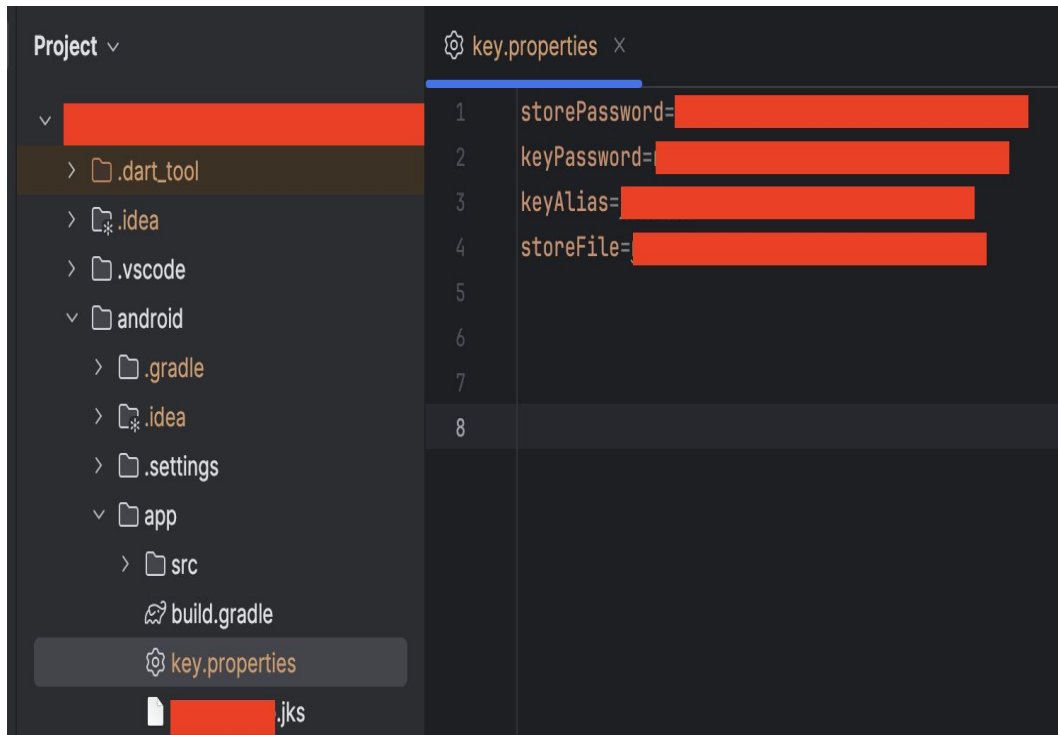 Project
.dart_tool
.idea
.vscode
android
.gradle
.idea
.settings
app
src
build.gradle
key.properties
.jks
key.properties
1 storePassword=
2 keyPassword=
3 keyAlias=
4 storeFile=
5
6
7
8